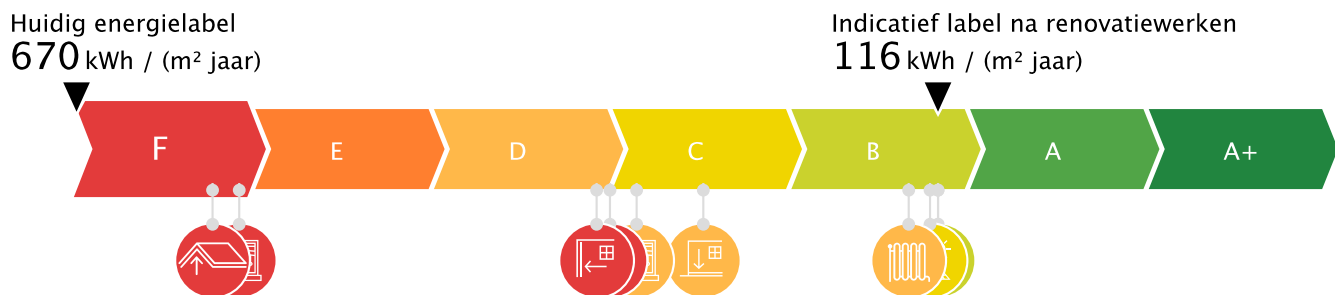 Huidig energielabel
670 kWh / (m² jaar)
Indicatief label na renovatiewerken
116 kWh / (m² jaar)
F E D C B A A+